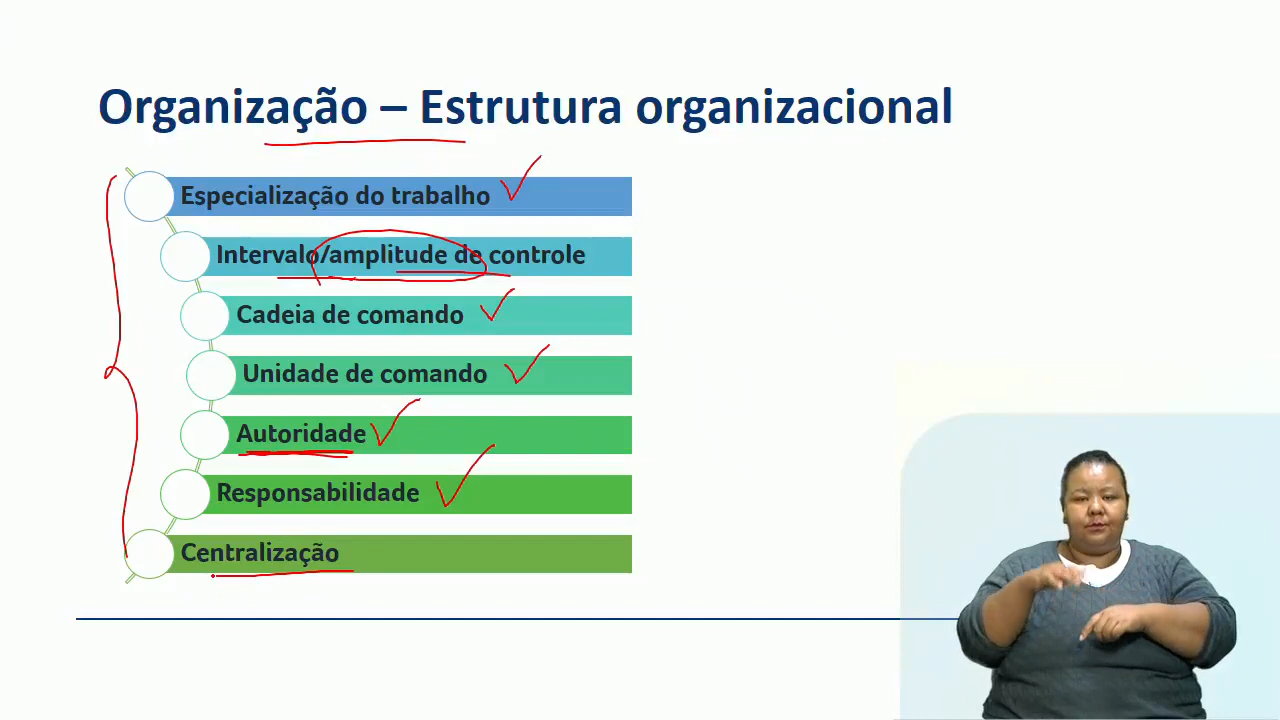 Organização – Estrutura organizacional
Especialização do trabalho
Intervalo/amplitude de controle
Cadeia de comando
Unidade de comando
Autoridade
Responsabilidade
Centralização